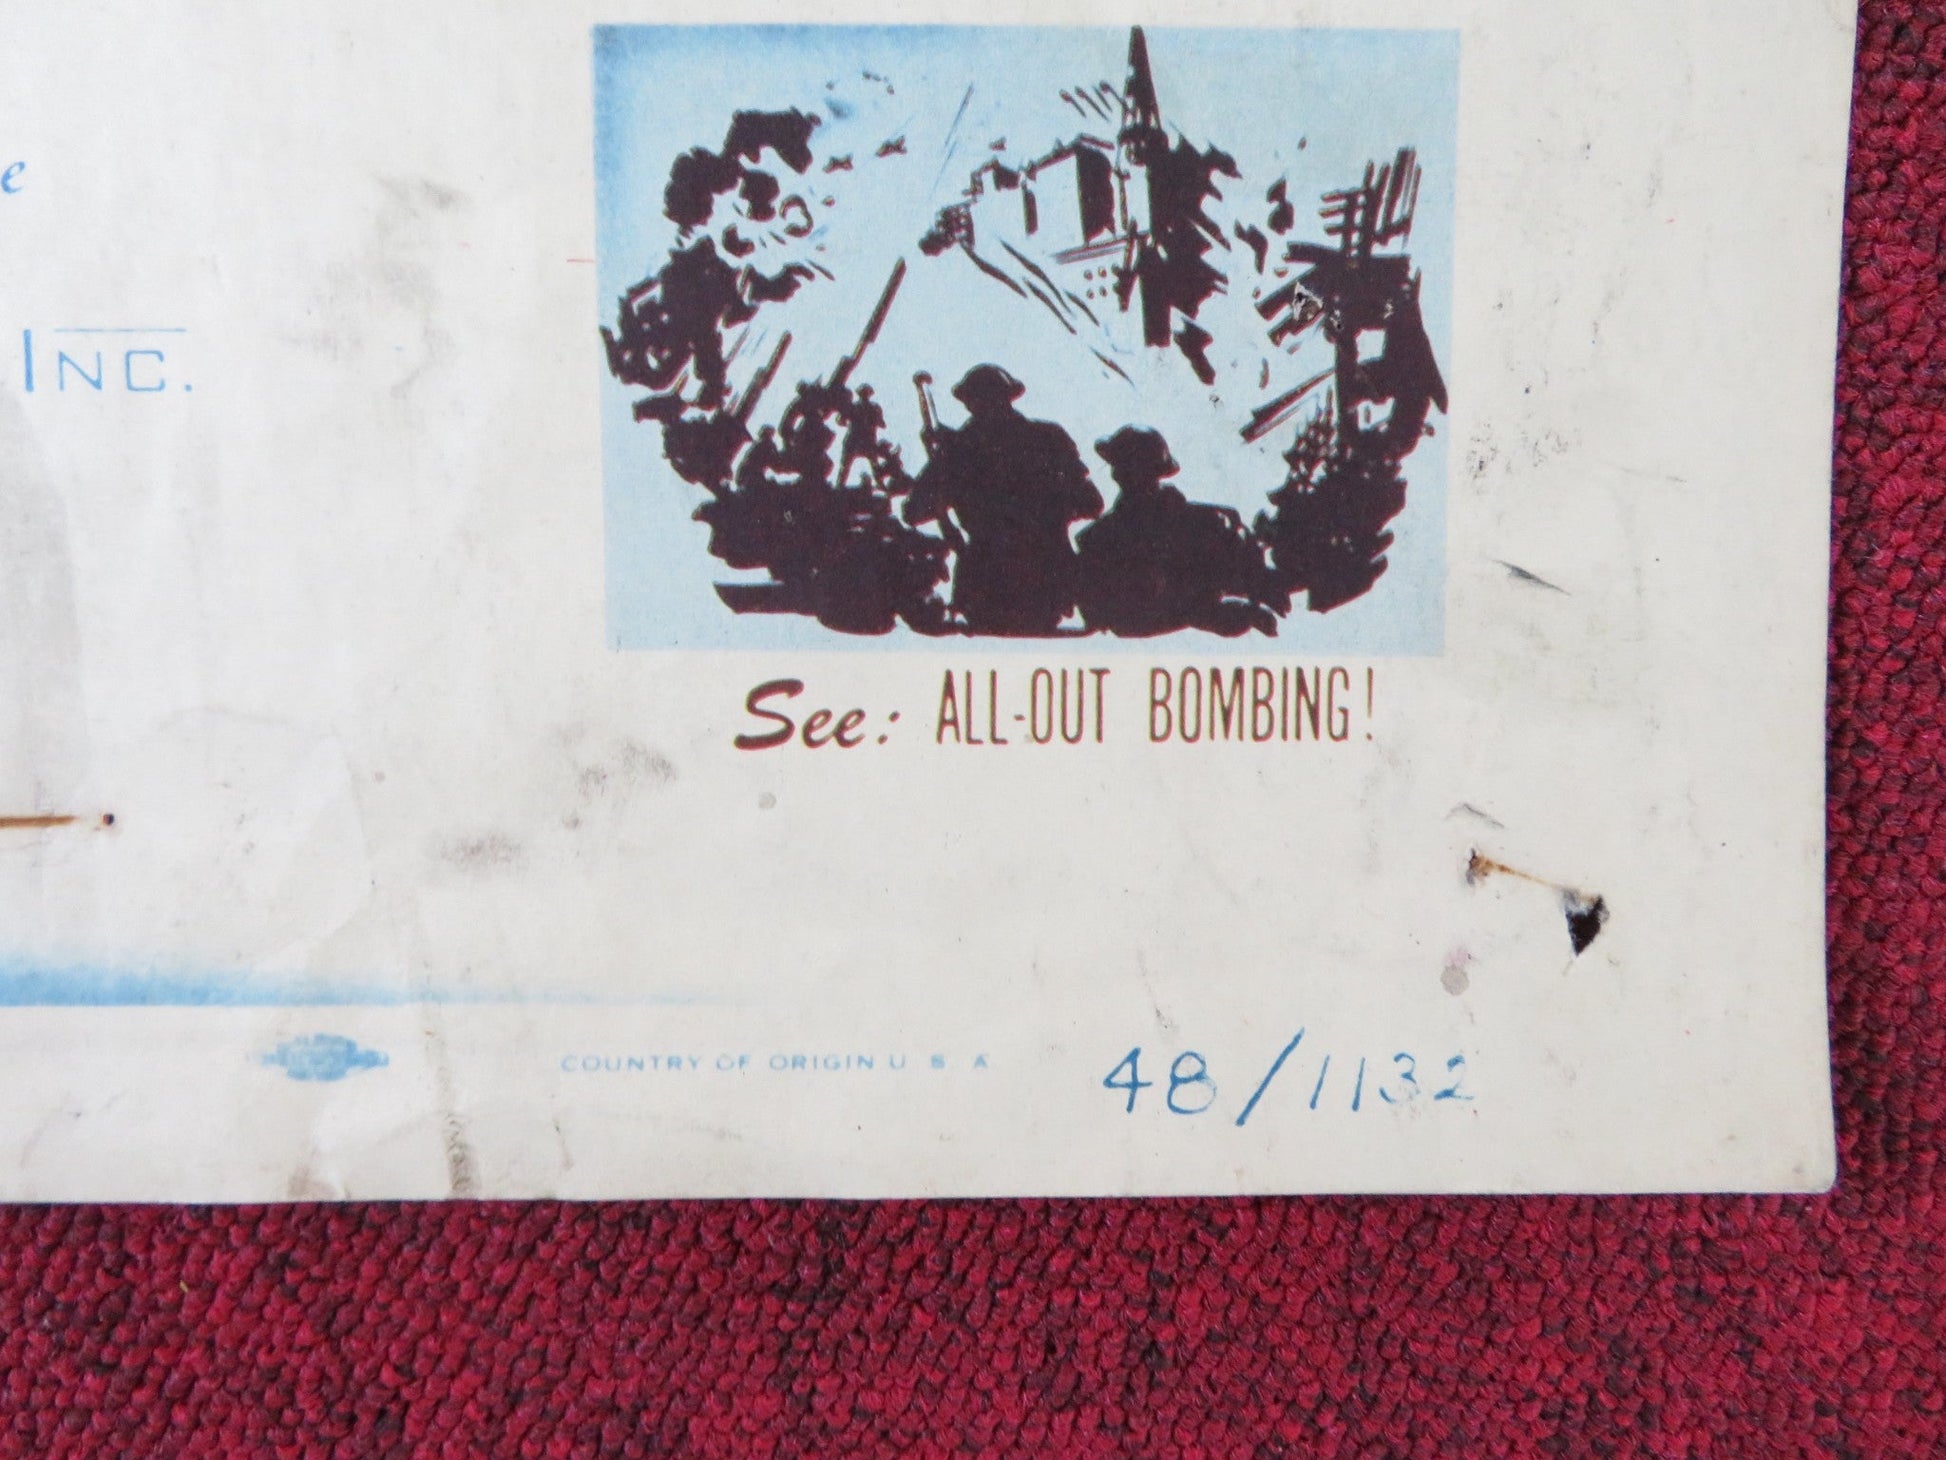 e
INC.
See: ALL-OUT BOMBING!
COUNTRY OF ORIGIN U. S. A.
48/1132